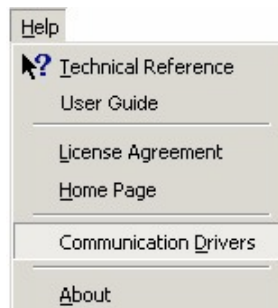 Help
Technical Reference
User Guide
License Agreement
Home Page
Communication Drivers
About